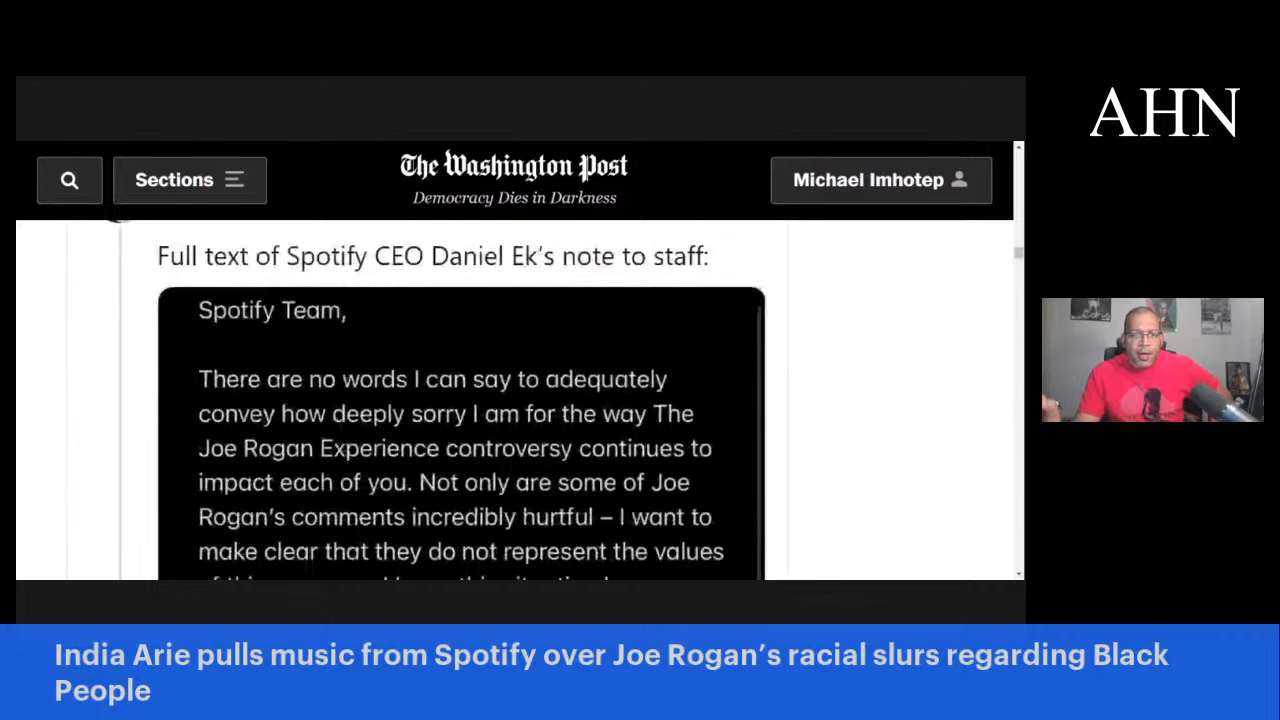 AHN
Sections
The Washington Post
Democracy Dies in Darkness
Michael Imhotep
Full text of Spotify CEO Daniel Ek’s note to staff:
Spotify Team,
There are no words I can say to adequately
convey how deeply sorry I am for the way The
Joe Rogan Experience controversy continues to
impact each of you. Not only are some of Joe
Rogan’s comments incredibly hurtful – I want to
make clear that they do not represent the values
India Arie pulls music from Spotify over Joe Rogan’s racial slurs regarding Black
People